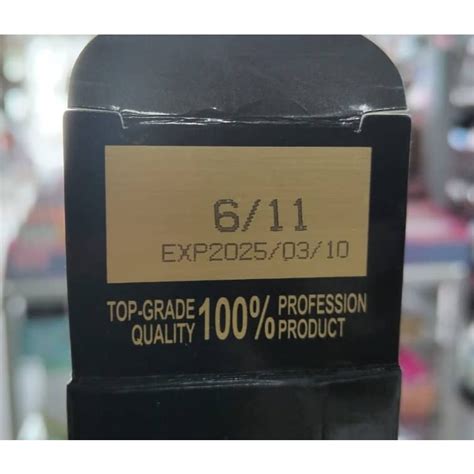 6/11
EXP2025/03/10
TOP-GRADE QUALITY 100% PROFESSION PRODUCT